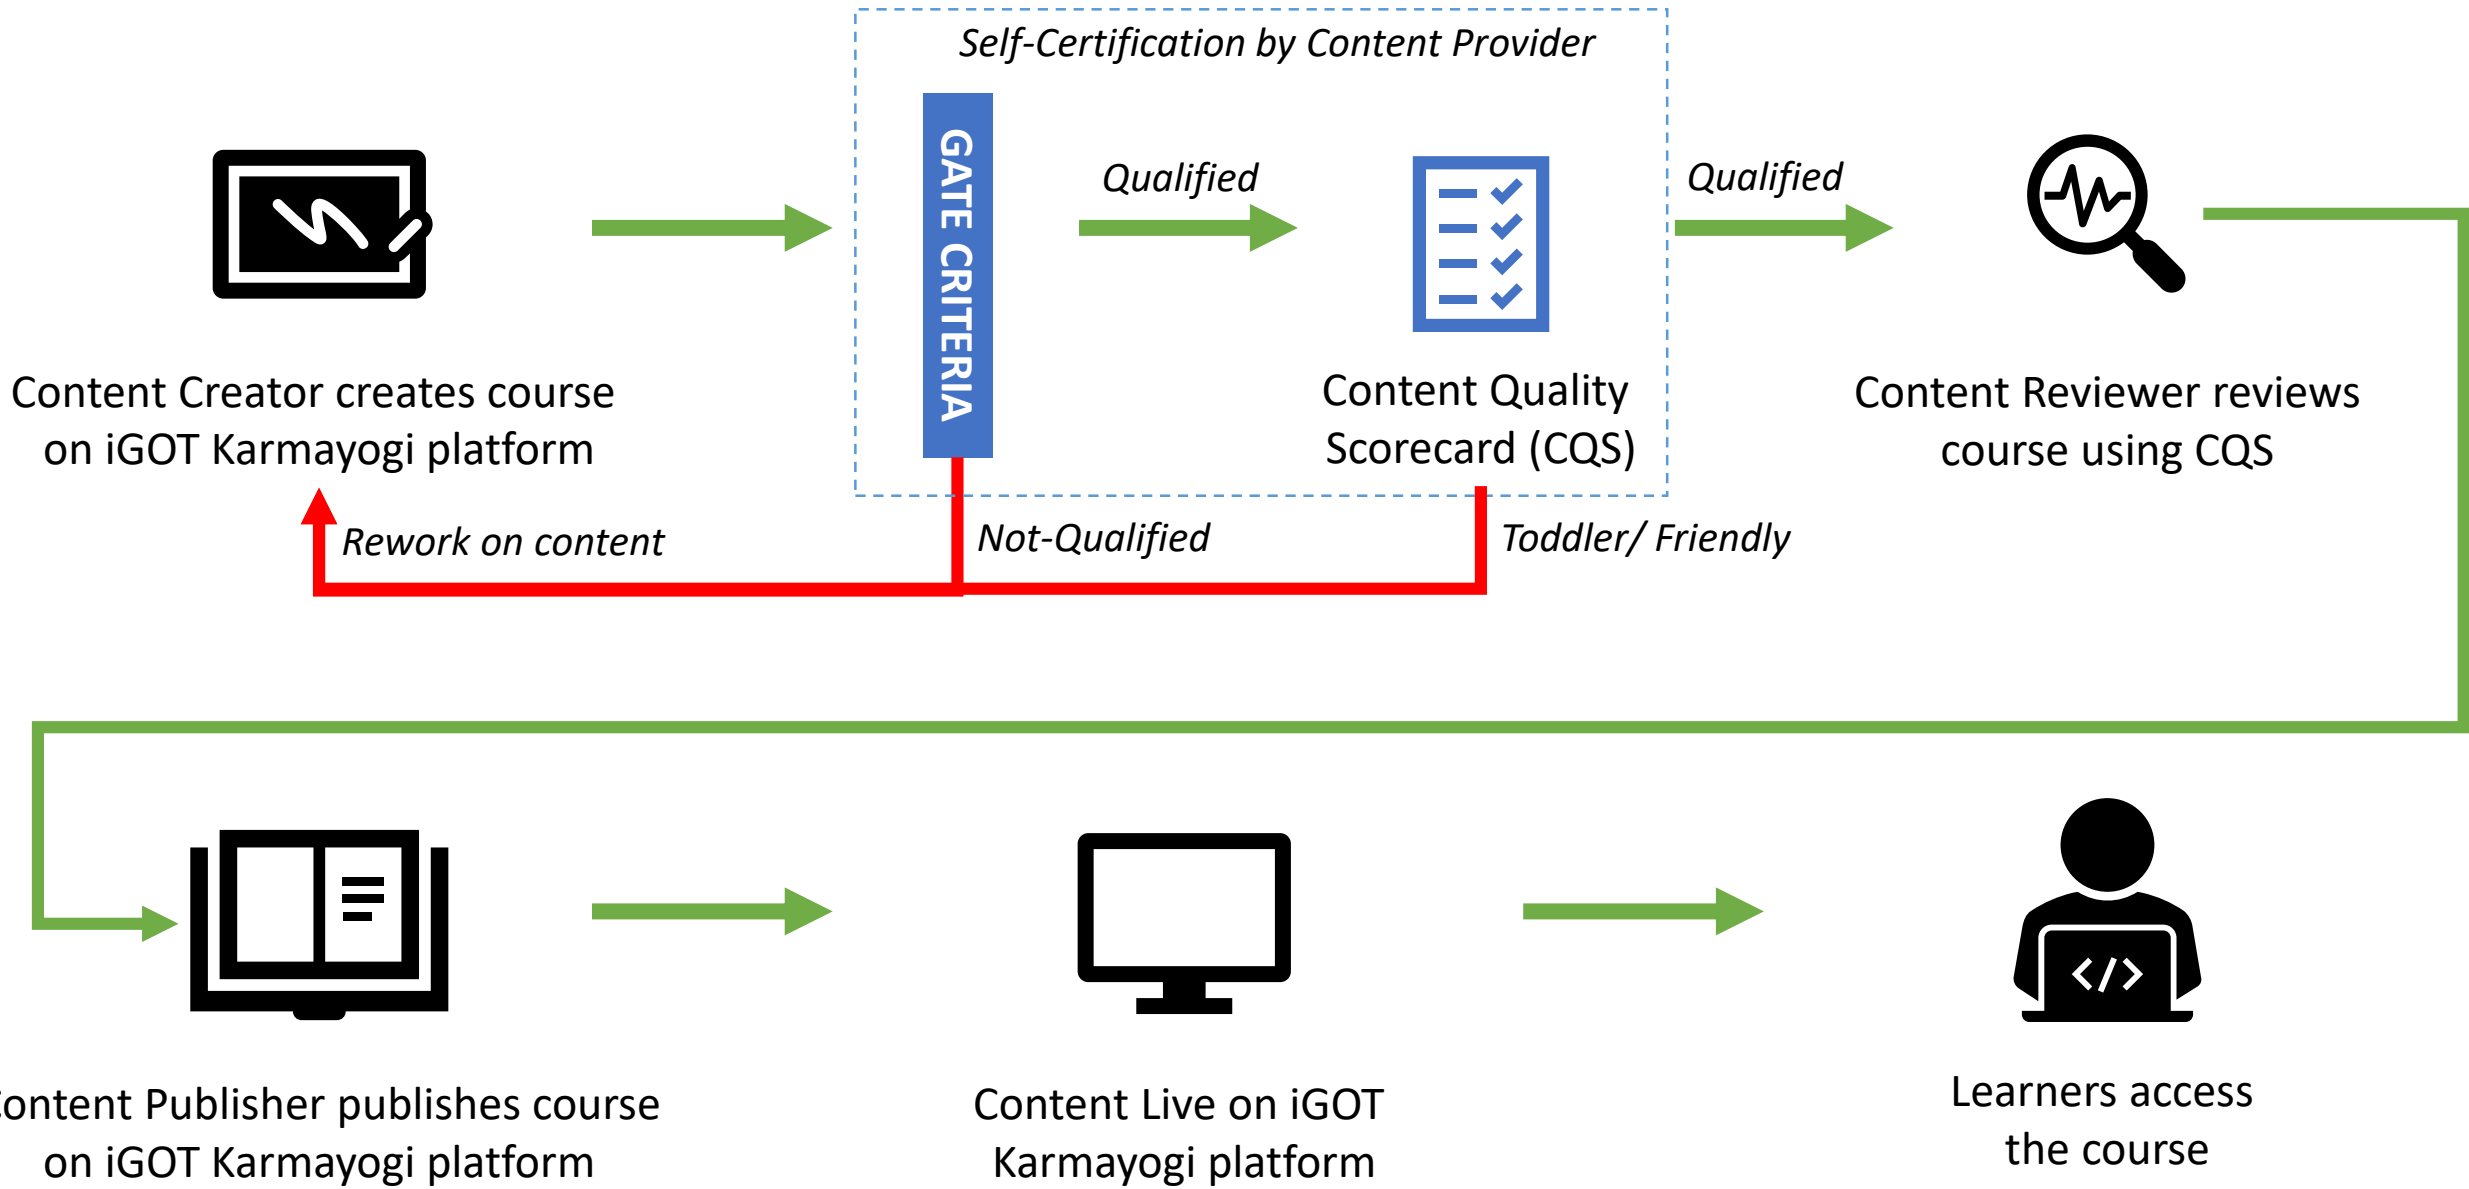 Self-Certification by Content Provider
GATE CRITERIA
Qualified
Qualified
Content Creator creates course
on iGOT Karmayogi platform
Content Quality
Scorecard (CQS)
Content Reviewer reviews
course using CQS
Rework on content
Not-Qualified
Toddler/ Friendly
Content Publisher publishes course
on iGOT Karmayogi platform
Content Live on iGOT
Karmayogi platform
Learners access
the course